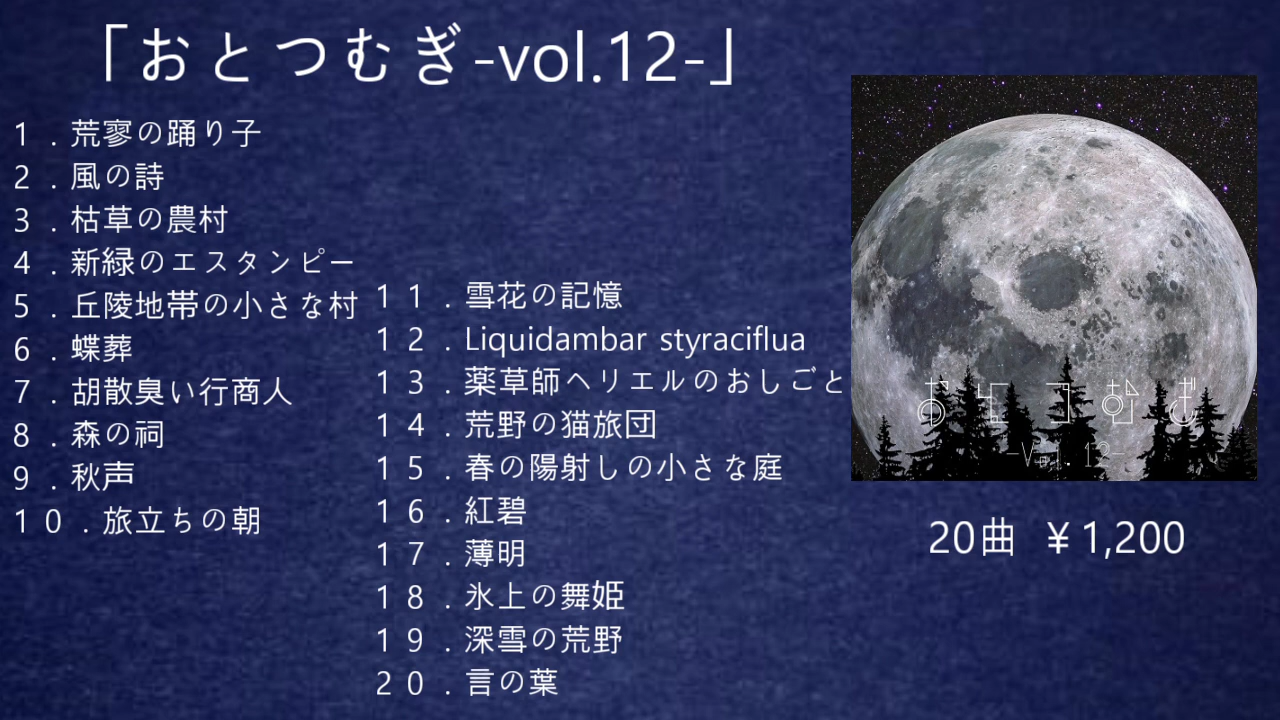 「おとつむぎ-vol.12-」
1．荒寥の踊り子
2．風の詩
3．枯草の農村
4．新緑のエスタンピー
5．丘陵地帯の小さな村
6．蝶葬
7．胡散臭い行商人
8．森の祠
9．秋声
10．旅立ちの朝
11．雪花の記憶
12．Liquidambar styraciflua
13．薬草師ヘリエルのおしごと
14．荒野の猫旅団
15．春の陽射しの小さな庭
16．紅碧
17．薄明
18．氷上の舞姫
19．深雪の荒野
20．言の葉
おとつむぎ
-Vol.12-
20曲 ￥1,200